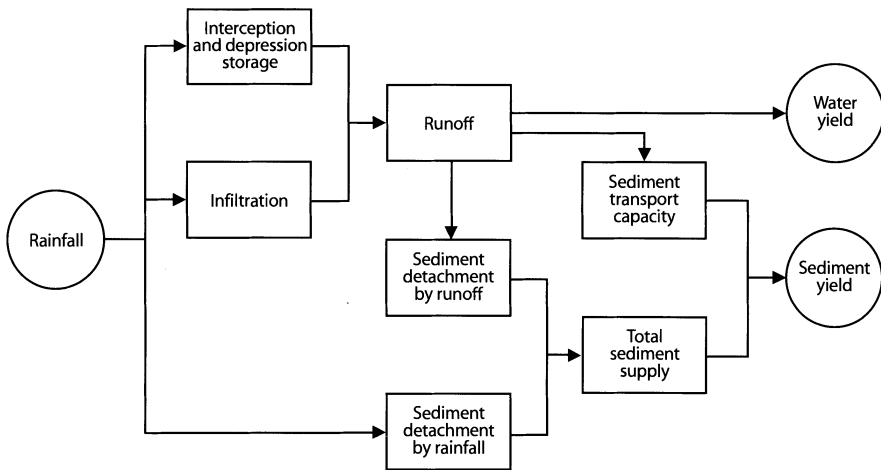 Interception
and depression
storage
Runoff
Water
yield
Infiltration
Sediment
transport
capacity
Rainfall
Sediment
detachment
by runoff
Sediment
yield
Total
sediment
supply
Sediment
detachment
by rainfall